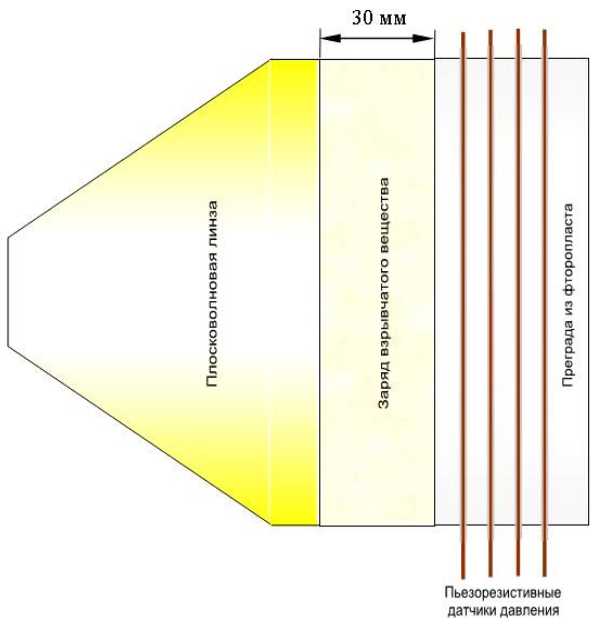 30 мм
Плосковолновая линза
Заряд взрывчатого вещества
Преграда из фторопласта
Пьезорезистивные
датчики давления